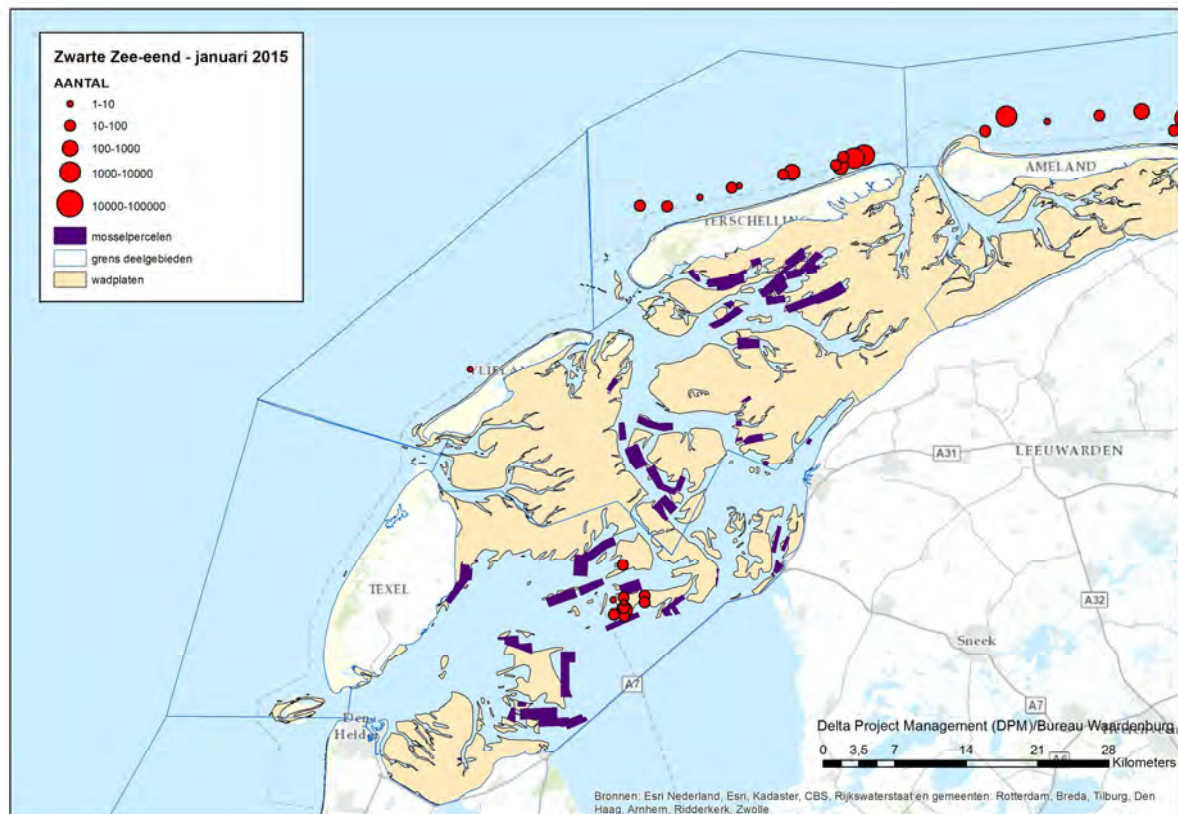 Zwarte Zee-eend - januari 2015
AANTAL
1-10
10-100
100-1000
1000-10000
10000-100000
mosselpercelen
grens deelgebieden
wadplaten
AMELAND
TERSCHELLING
VLIELAND
A31
LEEUWARDEN
TEXEL
A32
Sneek
A7
A7
Den
Held
Delta Project Management (DPM)/Bureau Waardenburg
0 3,5 7 14 21 28
Kilometers
A6
Bronnen: Esri Nederland, Esri, Kadaster, CBS, Rijkswaterstaat en gemeenten: Rotterdam, Breda, Tilburg, Den
Haag, Arnhem, Ridderkerk, Zwolle